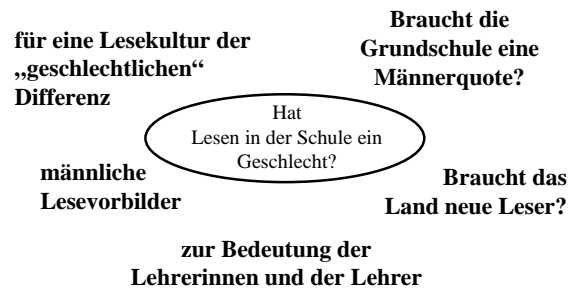 für eine Lesekultur der
„geschlechtlichen“
Differenz
Braucht die
Grundschule eine
Männerquote?
Hat
Lesen in der Schule ein
Geschlecht?
männliche
Lesevorbilder
Braucht das
Land neue Leser?
zur Bedeutung der
Lehrerinnen und der Lehrer